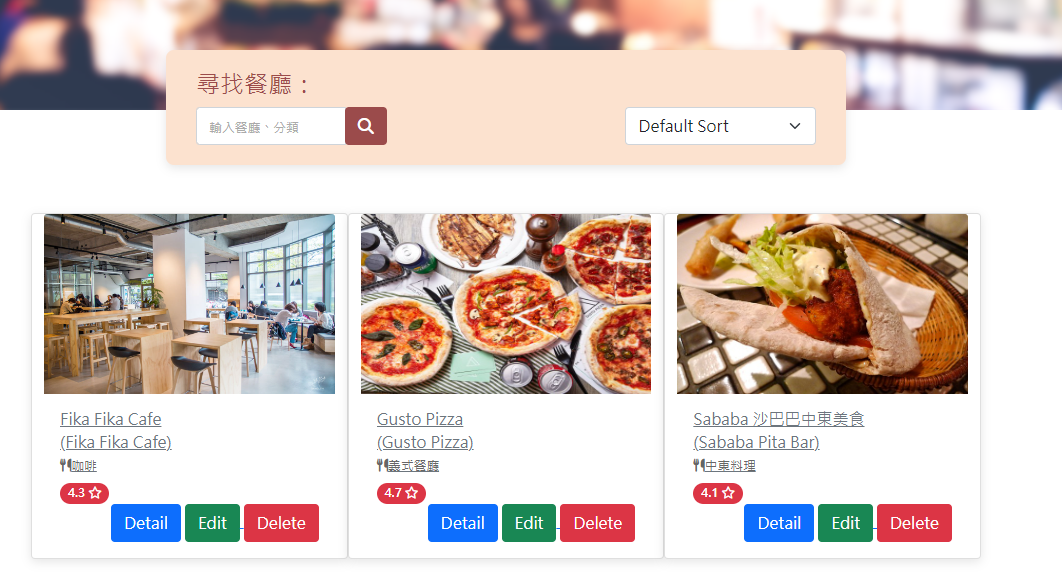 尋找餐廳：
輸入餐廳、分類
Default Sort
Fika Fika Cafe
(Fika Fika Cafe)
咖啡
4.3
Detail Edit Delete
Gusto Pizza
(Gusto Pizza)
義式餐廳
4.7
Detail Edit Delete
Sababa 沙巴巴中東美食
(Sababa Pita Bar)
中東料理
4.1
Detail Edit Delete